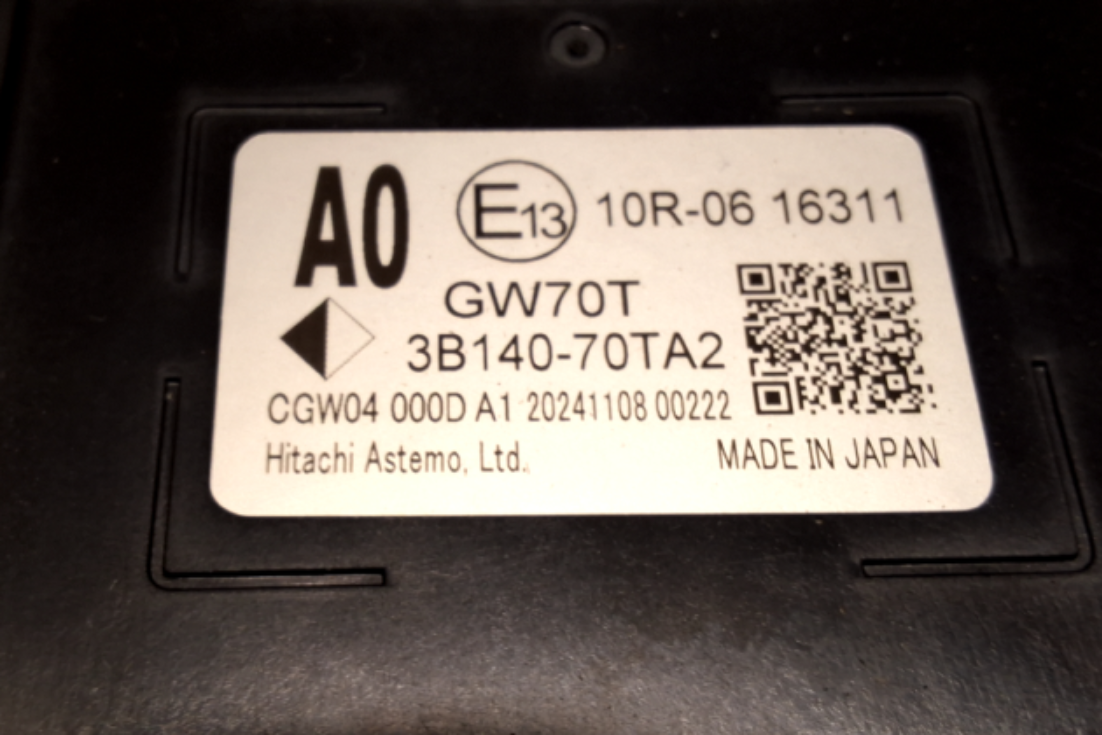 A0 E13 10R-06 16311
GW70T
3B140-70TA2
CGW04 000D A1 20241108 00222
Hitachi Astemo, Ltd. MADE IN JAPAN